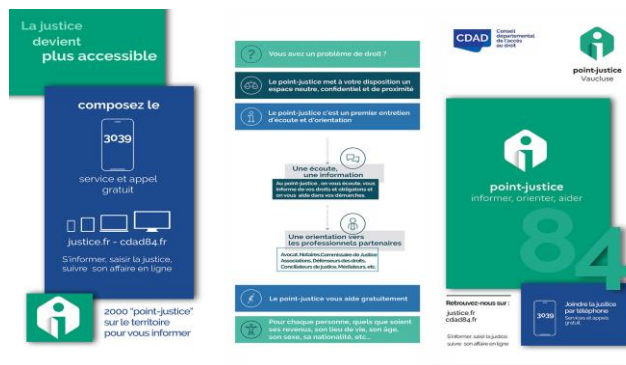 La justice
devient
plus accessible
composez le
3039
service et appel
gratuit
justice.fr - cdad84.fr
S'informer, saisir la justice,
suivre son affaire en ligne
2000 "point-justice"
sur le territoire
pour vous informer
Vous avez un problème de droit ?
Le point-justice met à votre disposition un
espace neutre, confidentiel et de proximité
Le point-justice c'est un premier entretien
d'écoute et d'orientation
Une écoute,
une information
Au point-justice, on vous écoute, vous
informe de vos droits et obligations et
on vous aide dans vos démarches.
Une orientation vers
les professionnels partenaires
Avocat, Notaires, Commissaire de Justice
Associations, Défenseurs des droits,
Conciliateurs de justice, Médiateurs, etc.
Le point-justice vous aide gratuitement
Pour chaque personne, quels que soient
ses revenus, son lieu de vie, son âge,
son sexe, sa nationalité, etc...
CDAD
Conseil
départemental
de l'accès
au droit
point-justice
Vaucluse
point-justice
informer, orienter, aider
84
Retrouvez-nous sur :
justice.fr
cdad84.fr
S'informer, saisir la justice
suivre son affaire en ligne
3039
Joindre la justice
par téléphone
Services et appels
gratuit